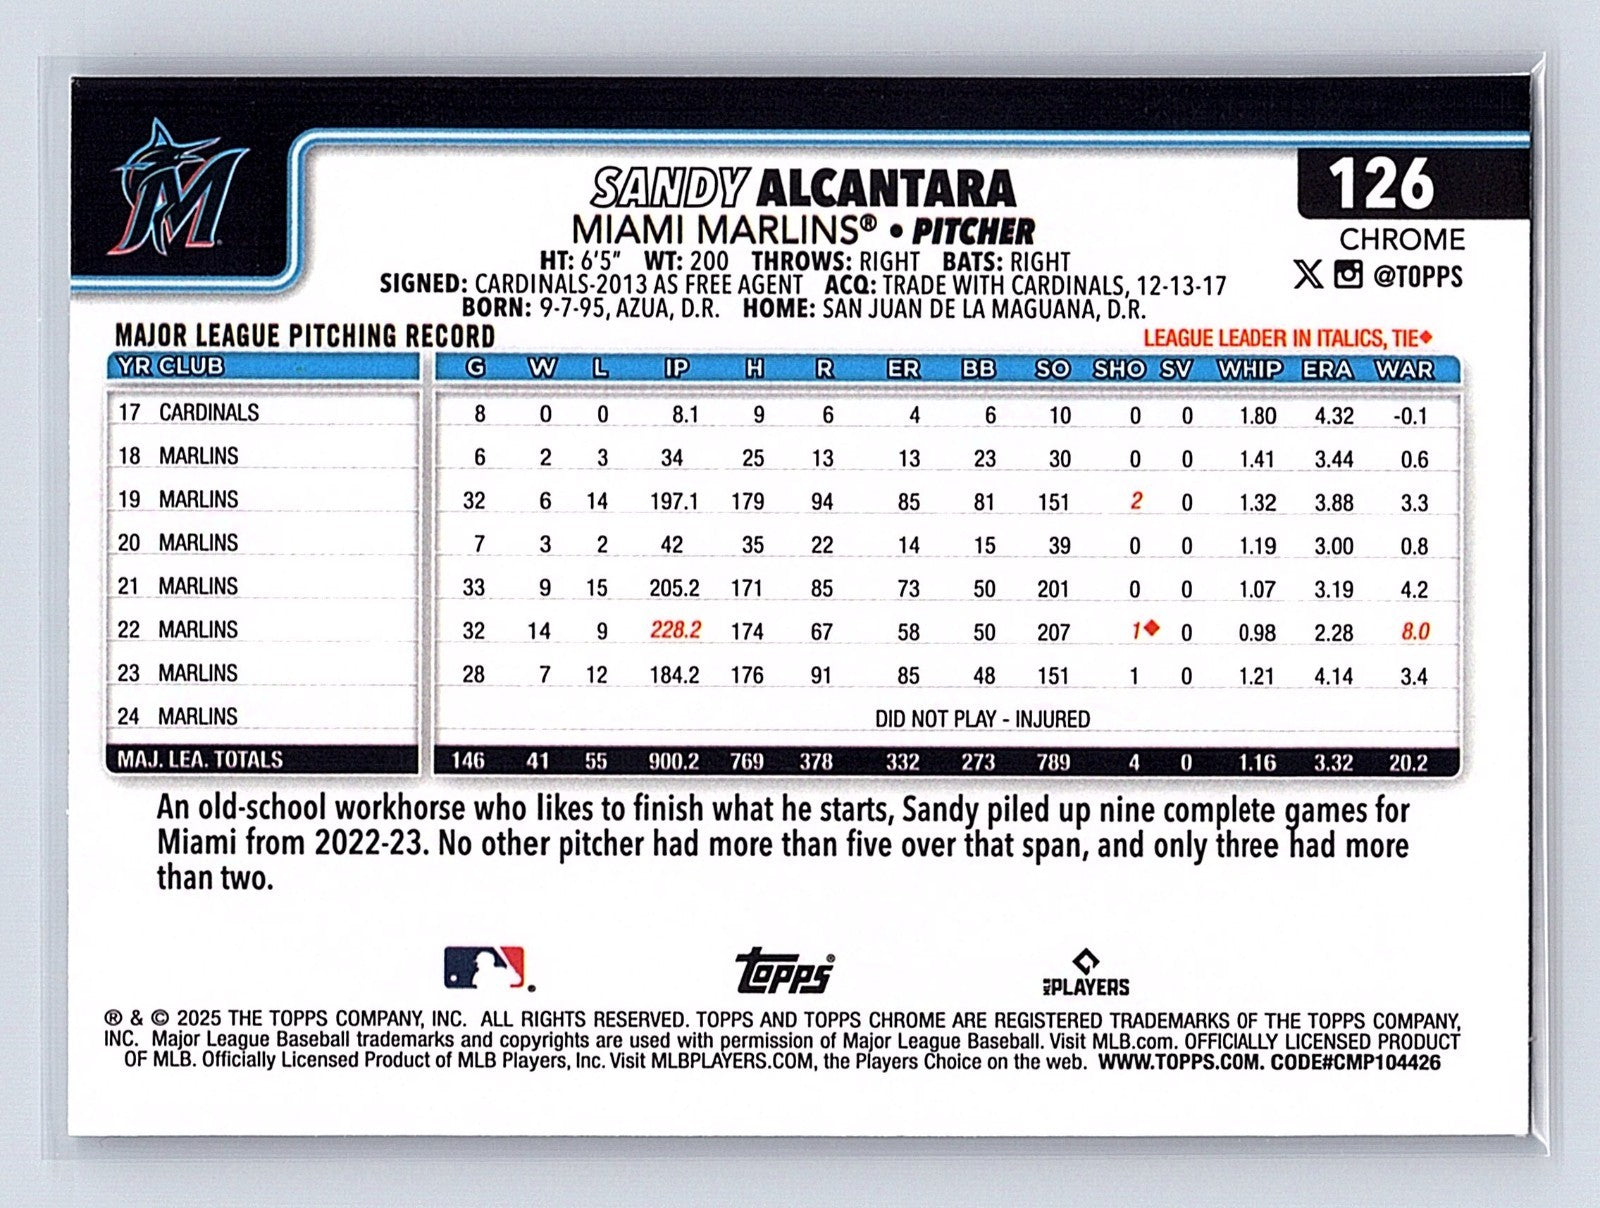 SANDY ALCANTARA
126
MIAMI MARLINS® • PITCHER
CHROME
HT: 6'5" WT: 200 THROWS: RIGHT BATS: RIGHT
@TOPPS
SIGNED: CARDINALS-2013 AS FREE AGENT ACQ: TRADE WITH CARDINALS, 12-13-17
BORN: 9-7-95, AZUA, D.R. HOME: SAN JUAN DE LA MAGUANA, D.R.
MAJOR LEAGUE PITCHING RECORD
LEAGUE LEADER IN ITALICS, TIE◆
YR CLUB G W L IP H R ER BB SO SHO SV WHIP ERA WAR
17 CARDINALS 8 0 0 8.1 9 6 4 6 10 0 0 1.80 4.32 -0.1
18 MARLINS 6 2 3 34 25 13 13 23 30 0 0 1.41 3.44 0.6
19 MARLINS 32 6 14 197.1 179 94 85 81 151 2 0 1.32 3.88 3.3
20 MARLINS 7 3 2 42 35 22 14 15 39 0 0 1.19 3.00 0.8
21 MARLINS 33 9 15 205.2 171 85 73 50 201 0 0 1.07 3.19 4.2
22 MARLINS 32 14 9 228.2 174 67 58 50 207 1◆ 0 0.98 2.28 8.0
23 MARLINS 28 7 12 184.2 176 91 85 48 151 1 0 1.21 4.14 3.4
24 MARLINS DID NOT PLAY - INJURED
MAJ. LEA. TOTALS 146 41 55 900.2 769 378 332 273 789 4 0 1.16 3.32 20.2
An old-school workhorse who likes to finish what he starts, Sandy piled up nine complete games for
Miami from 2022-23. No other pitcher had more than five over that span, and only three had more
than two.
topps®
MLB PLAYERS
® & © 2025 THE TOPPS COMPANY, INC. ALL RIGHTS RESERVED. TOPPS AND TOPPS CHROME ARE REGISTERED TRADEMARKS OF THE TOPPS COMPANY,
INC. Major League Baseball trademarks and copyrights are used with permission of Major League Baseball. Visit MLB.com. OFFICIALLY LICENSED PRODUCT
OF MLB. Officially Licensed Product of MLB Players, Inc. Visit MLBPLAYERS.COM, the Players Choice on the web. WWW.TOPPS.COM. CODE#CMP104426